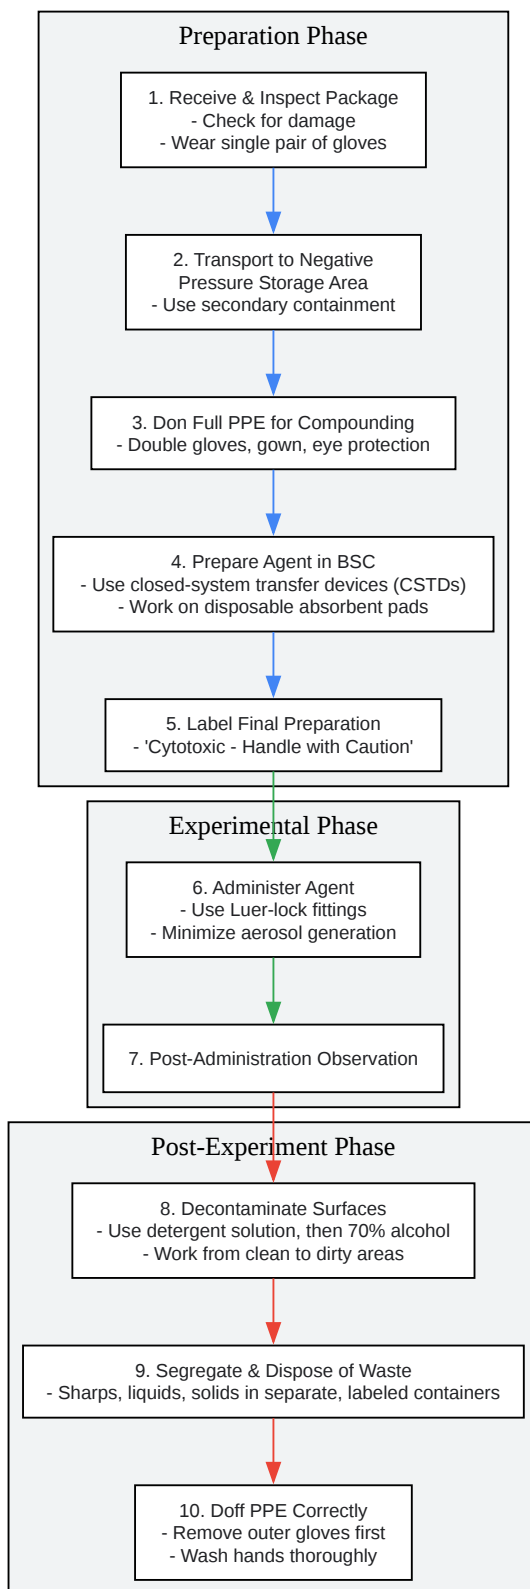 Preparation Phase
1. Receive & Inspect Package
- Check for damage
- Wear single pair of gloves
2. Transport to Negative
Pressure Storage Area
- Use secondary containment
3. Don Full PPE for Compounding
- Double gloves, gown, eye protection
4. Prepare Agent in BSC
- Use closed-system transfer devices (CSTDs)
- Work on disposable absorbent pads
5. Label Final Preparation
- 'Cytotoxic - Handle with Caution'
Experimental Phase
6. Administer Agent
- Use Luer-lock fittings
- Minimize aerosol generation
7. Post-Administration Observation
Post-Experiment Phase
8. Decontaminate Surfaces
- Use detergent solution, then 70% alcohol
- Work from clean to dirty areas
9. Segregate & Dispose of Waste
- Sharps, liquids, solids in separate, labeled containers
10. Doff PPE Correctly
- Remove outer gloves first
- Wash hands thoroughly